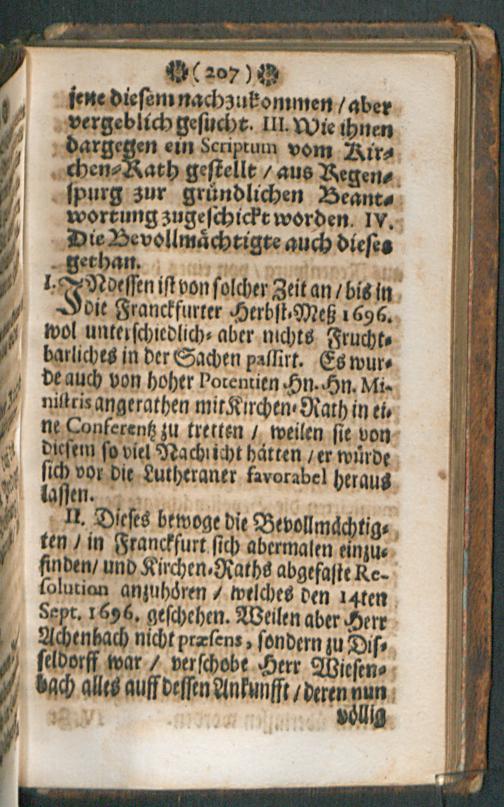 (207)
jene diesem nachzukommen / aber
vergeblich gesucht. III. Wie ihnen
dargegen ein Scriptum vom Kir-
chen-Rath gestellt / aus Regen-
spurg zur gründlichen Beant-
wortung zugeschickt worden. IV.
Die Bevollmächtigte auch dieses
gethan.
I. INdessen ist von solcher Zeit an / bis in
die Franckfurter Herbst-Meß 1696.
wol unterschiedlich- aber nichts Frucht-
barliches in der Sachen passirt. Es wur-
de auch von hoher Potentien Hn. Hn. Mi-
nistris angerathen mit Kirchen-Rath in ei-
ne Conferentz zu tretten / weilen sie von
diesem so viel Nachricht hätten / er würde
sich vor die Lutheraner favorabel heraus
lassen.
II. Dieses bewoge die Bevollmächtig-
ten / in Franckfurt sich abermalen einzu-
finden / und Kirchen-Raths abgefaste Re-
solution anzuhören / welches den 14ten
Sept. 1696. geschehen. Weilen aber Herr
Achenbach nicht præsens, sondern zu Dis-
seldorff war / verschobe Herr Wiesen-
bach alles auff dessen Ankunfft / deren nun
völlig